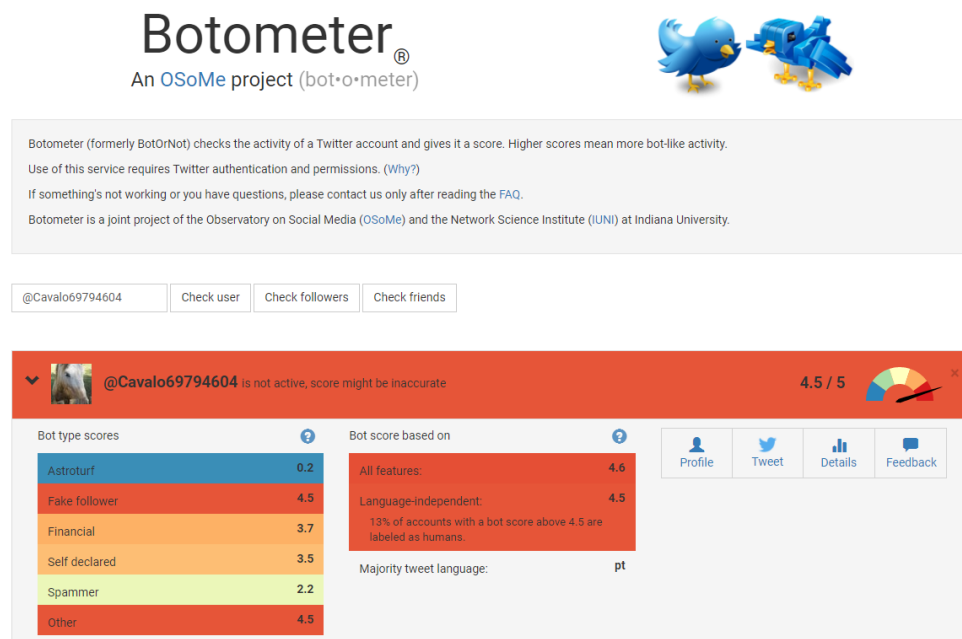 Botometer®
An OSoMe project (bot•o•meter)
Botometer (formerly BotOrNot) checks the activity of a Twitter account and gives it a score. Higher scores mean more bot-like activity.
Use of this service requires Twitter authentication and permissions. (Why?)
If something's not working or you have questions, please contact us only after reading the FAQ.
Botometer is a joint project of the Observatory on Social Media (OSoMe) and the Network Science Institute (IUNI) at Indiana University.
@Cavalo69794604 Check user Check followers Check friends
@Cavalo69794604 is not active, score might be inaccurate 4.5 / 5 ×
Bot type scores ?
Astroturf 0.2
Fake follower 4.5
Financial 3.7
Self declared 3.5
Spammer 2.2
Other 4.5
Bot score based on ?
All features: 4.6
Language-independent: 4.5
13% of accounts with a bot score above 4.5 are
labeled as humans.
Majority tweet language: pt
Profile Tweet Details Feedback